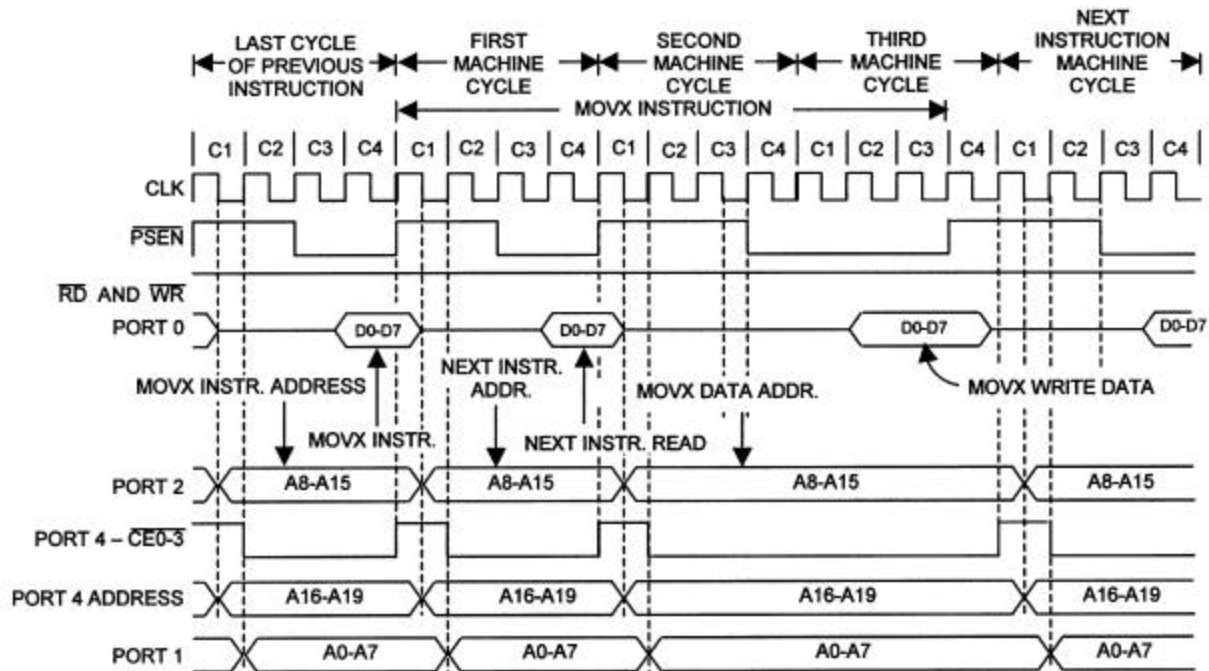 LAST CYCLE
OF PREVIOUS
INSTRUCTION
FIRST
MACHINE
CYCLE
SECOND
MACHINE
CYCLE
THIRD
MACHINE
CYCLE
NEXT
INSTRUCTION
MACHINE
CYCLE
MOVX INSTRUCTION
C1 C2 C3 C4 C1 C2 C3 C4 C1 C2 C3 C4 C1 C2 C3 C4 C1 C2 C3 C4
CLK
PSEN
RD AND WR
PORT 0 D0-D7 D0-D7 D0-D7 D0-D7
MOVX INSTR. ADDRESS
NEXT INSTR.
ADDR.
MOVX DATA ADDR.
MOVX WRITE DATA
MOVX INSTR.
NEXT INSTR. READ
PORT 2 A8-A15 A8-A15 A8-A15 A8-A15
PORT 4 – CE0-3
PORT 4 ADDRESS A16-A19 A16-A19 A16-A19 A16-A19
PORT 1 A0-A7 A0-A7 A0-A7 A0-A7